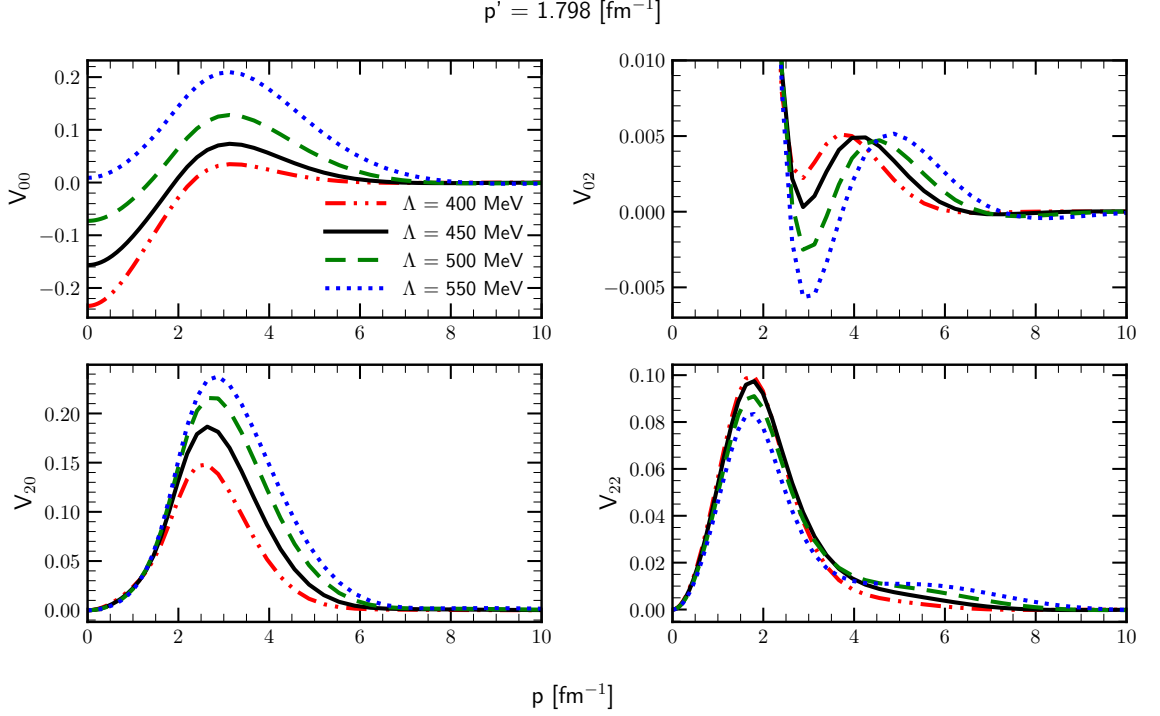 p' = 1.798 [fm⁻¹]
V₀₀
0.2
0.1
0.0
−0.1
−0.2
0 2 4 6 8 10
Λ = 400 MeV
Λ = 450 MeV
Λ = 500 MeV
Λ = 550 MeV
V₀₂
0.010
0.005
0.000
−0.005
0 2 4 6 8 10
V₂₀
0.20
0.15
0.10
0.05
0.00
0 2 4 6 8 10
V₂₂
0.10
0.08
0.06
0.04
0.02
0.00
0 2 4 6 8 10
p [fm⁻¹]